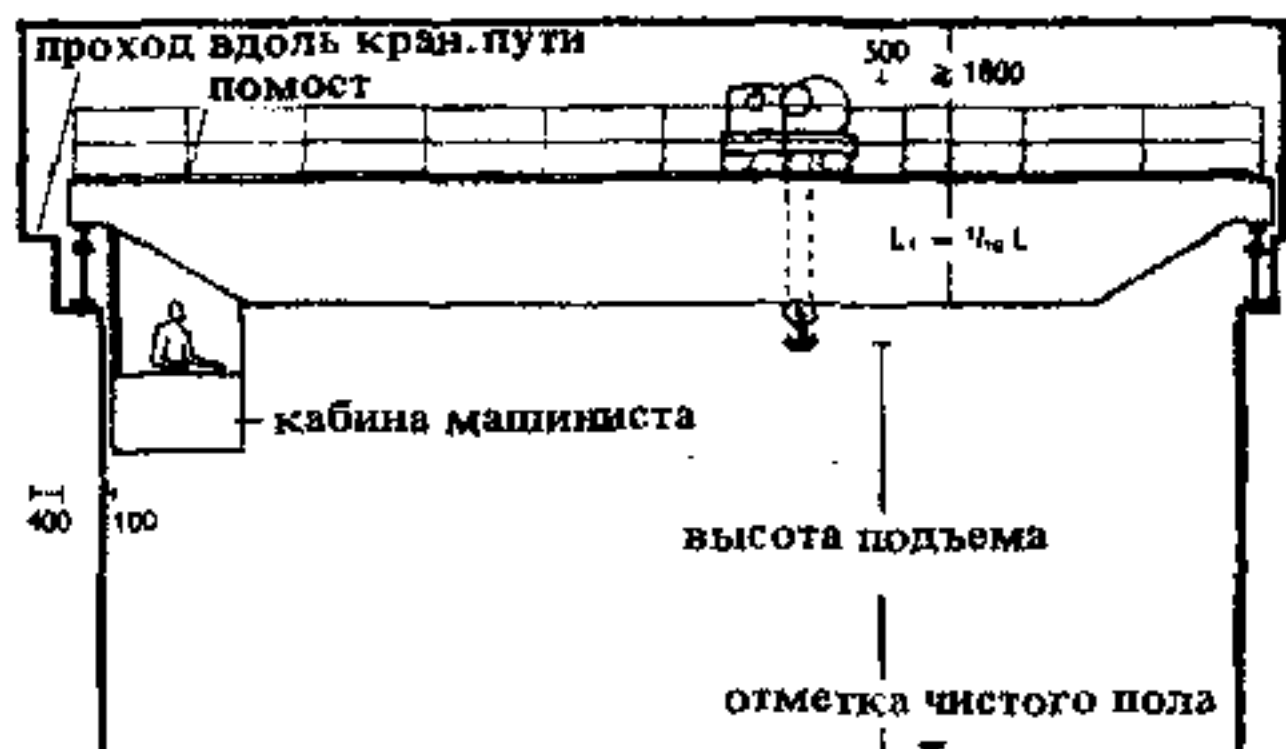 проход вдоль кран.пути
помост
500
≥ 1800
кабина машиниста
400
100
высота подъема
отметка чистого пола